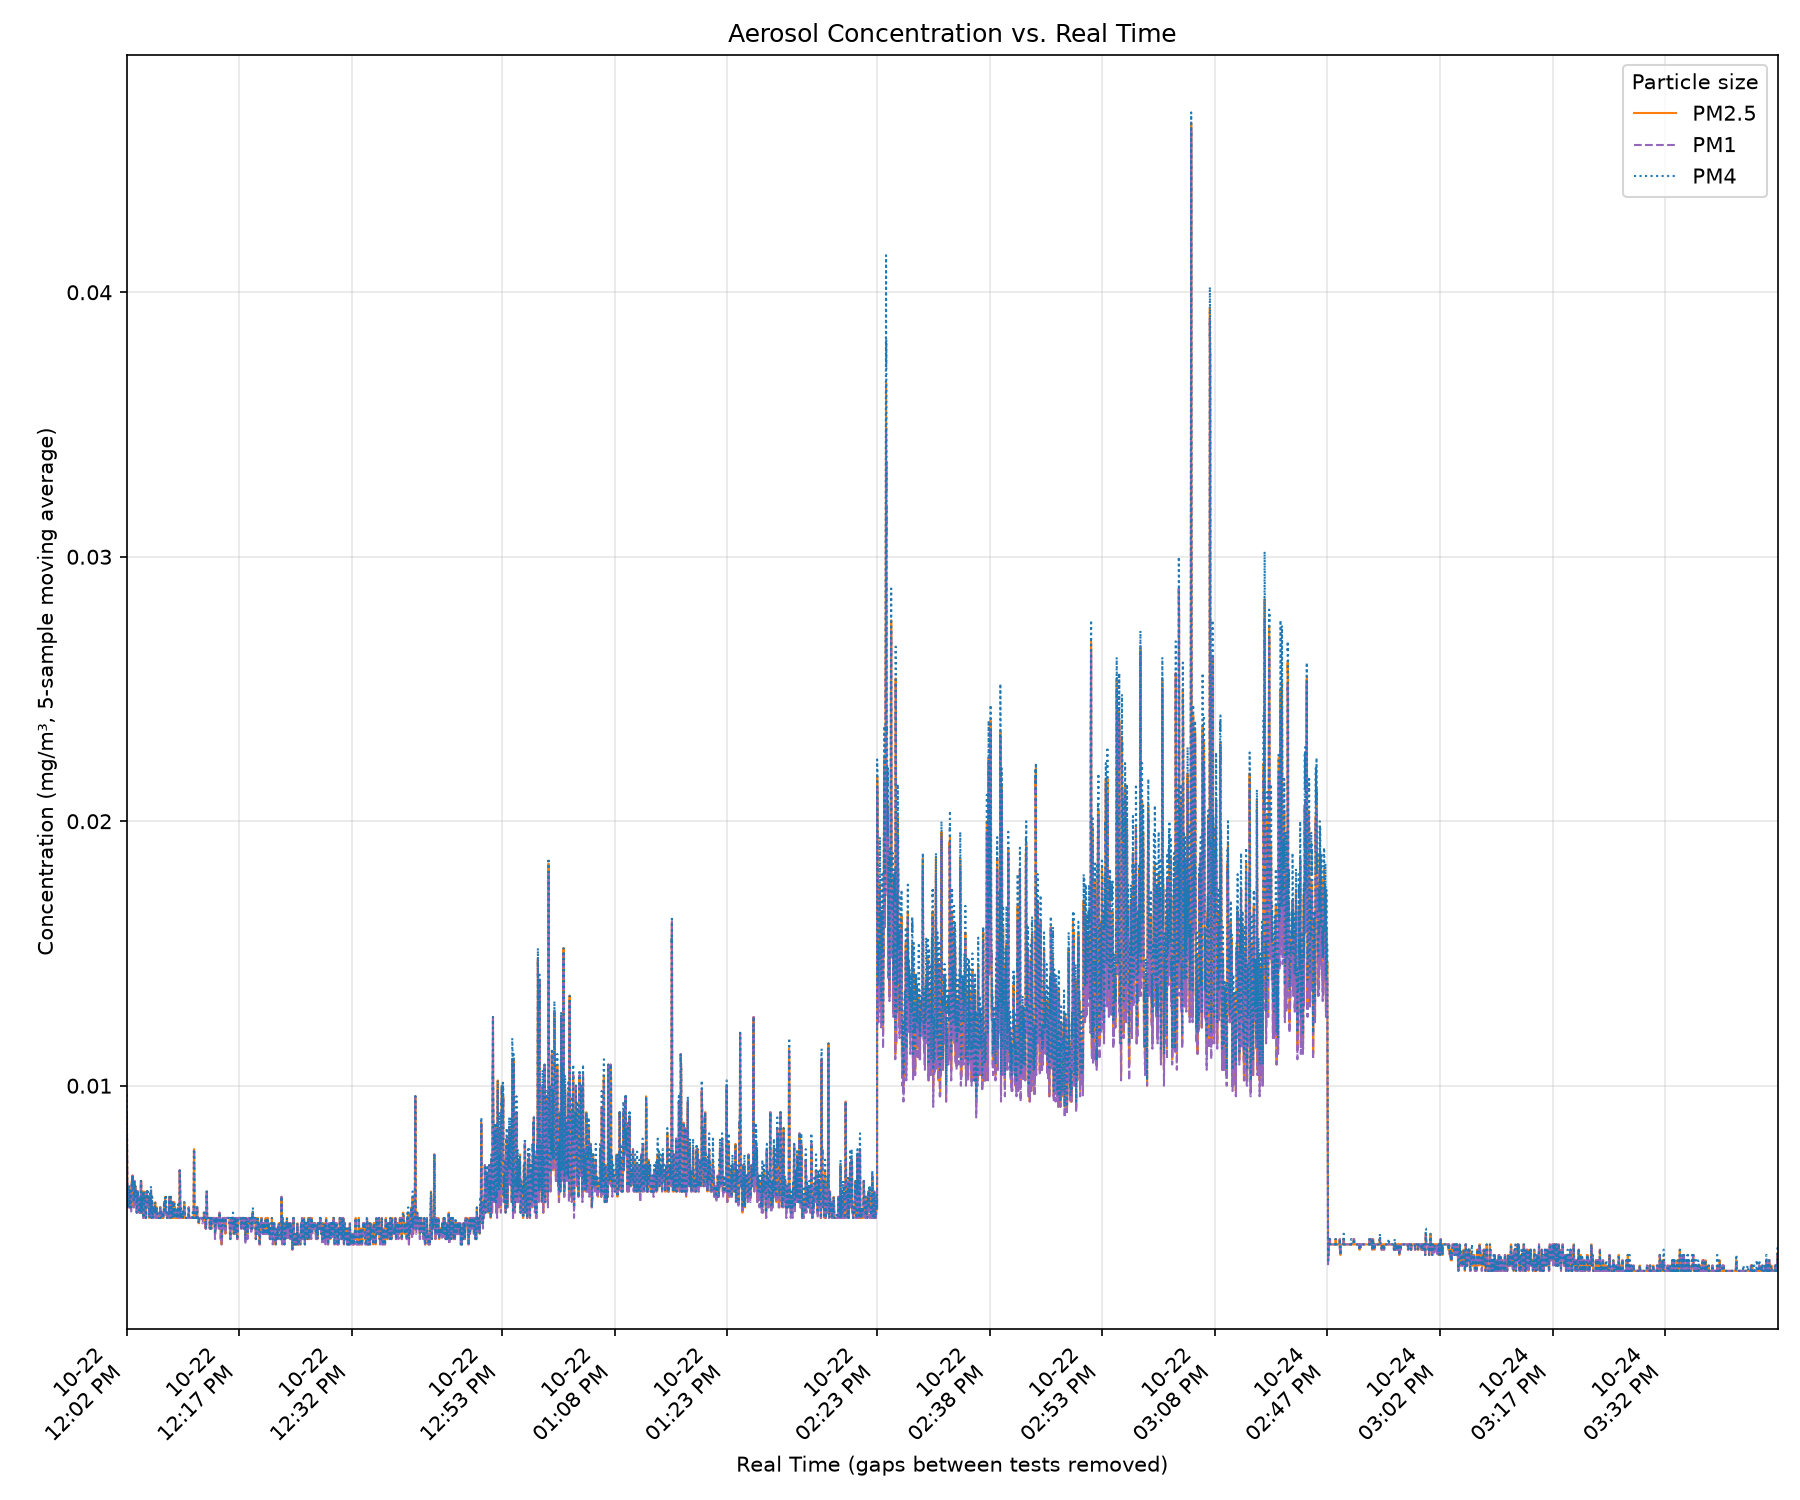 Aerosol Concentration vs. Real Time
Particle size
PM2.5
PM1
PM4
Concentration (mg/m³, 5-sample moving average)
0.04
0.03
0.02
0.01
10-22
12:02 PM
10-22
12:17 PM
10-22
12:32 PM
10-22
12:53 PM
10-22
01:08 PM
10-22
01:23 PM
10-22
02:23 PM
10-22
02:38 PM
10-22
02:53 PM
10-22
03:08 PM
10-24
02:47 PM
10-24
03:02 PM
10-24
03:17 PM
10-24
03:32 PM
Real Time (gaps between tests removed)